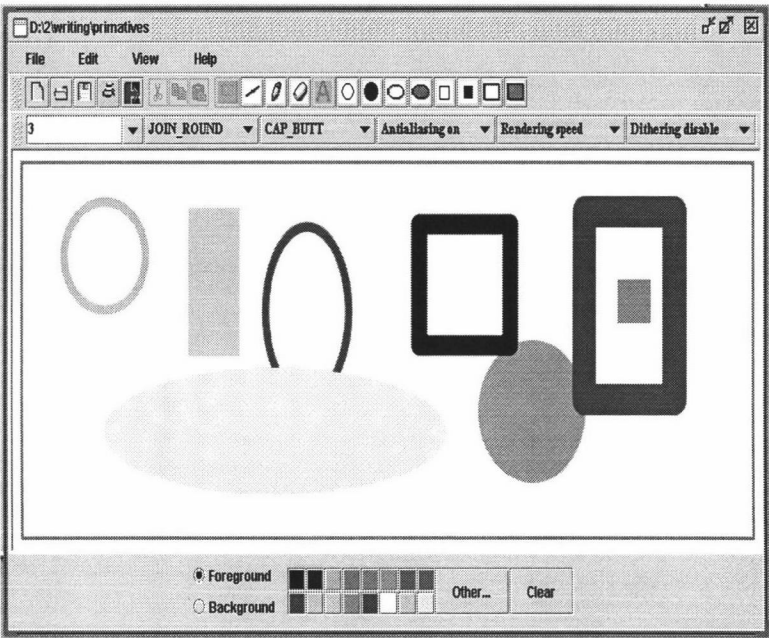 D:\2\writing\primatives
File Edit View Help
A
3 JOIN_ROUND CAP_BUTT Antialiasing on Rendering speed Dithering disable
Foreground
Background
Other... Clear